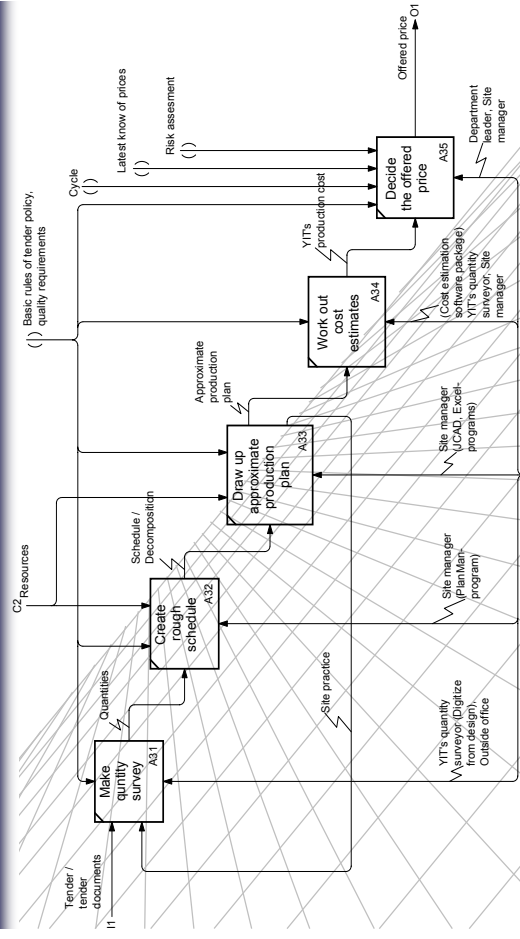 Basic rules of tender policy,
quality requirements
( )
C2
Resources
Cycle
( )
Latest know of prices
( )
Risk assesment
( )
Tender /
tender
documents
I1
Make
quntity
survey
A31
Quantities
Create
rough
schedule
A32
Schedule /
Decomposition
Draw up
approximate
production
plan
A33
Approximate
production
plan
Work out
cost
estimates
A34
YIT's
production cost
Decide
the offered
price
A35
Offered price
O1
Site practice
YIT's quantity
surveyor (Digitize
from design),
Outside office
Site manager
(PlanMan-
program)
Site manager
(JCAD, Excel-
programs)
(Cost estimation
software package)
YIT's quantity
surveyor, Site
manager
Department
leader, Site
manager